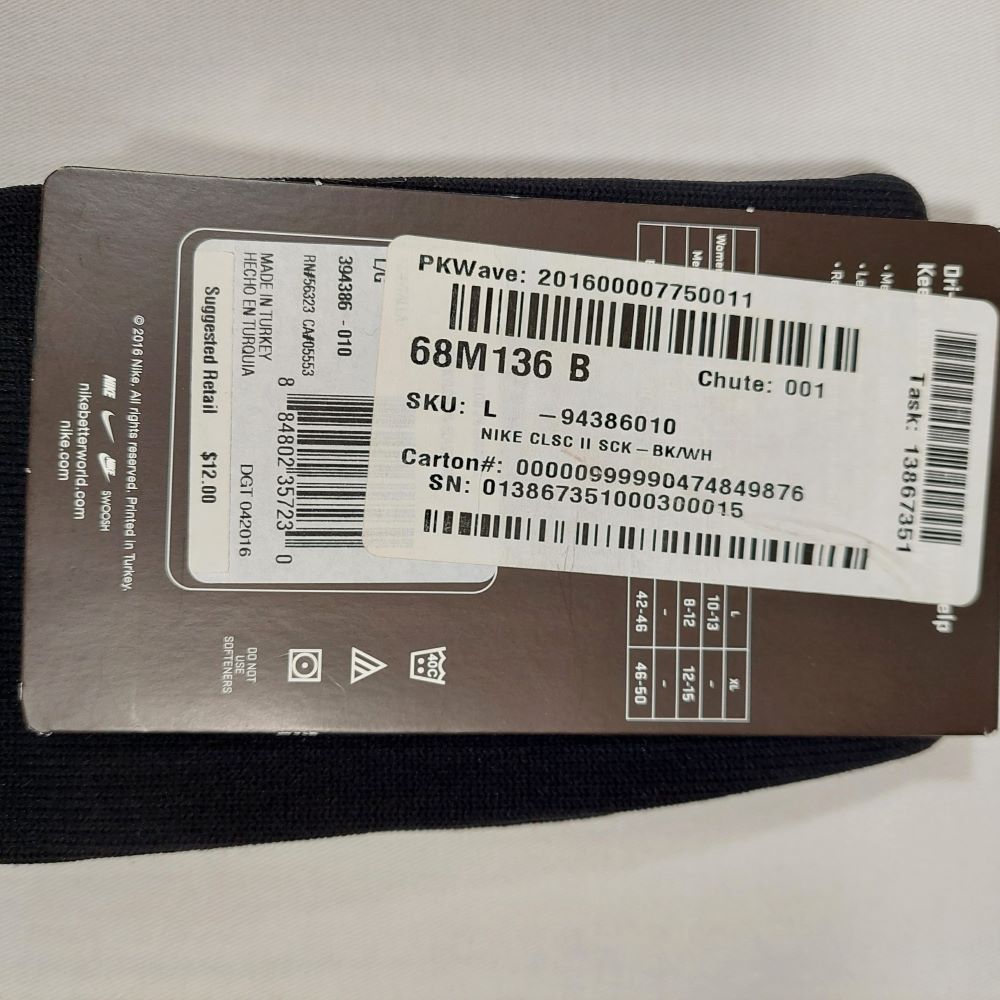 PKWave: 201600007750011
68M136 B
Chute: 001
SKU: L -94386010
NIKE CLSC II SCK-BK/WH
Carton#: 00000999990474849876
SN: 013867351000300015
Task: 13867351
L/G
394386 - 010
RN#56323 CA#05553
MADE IN TURKEY
HECHO EN TURQUIA
8 84802 35723 0
DGT 042016
Suggested Retail $12.00
© 2016 Nike, All rights reserved. Printed in Turkey.
NIKE SWOOSH
nikebetterworld.com
nike.com
L XL
10-13 -
8-12 12-15
- -
42-46 46-50
40C
DO NOT
USE
SOFTENERS